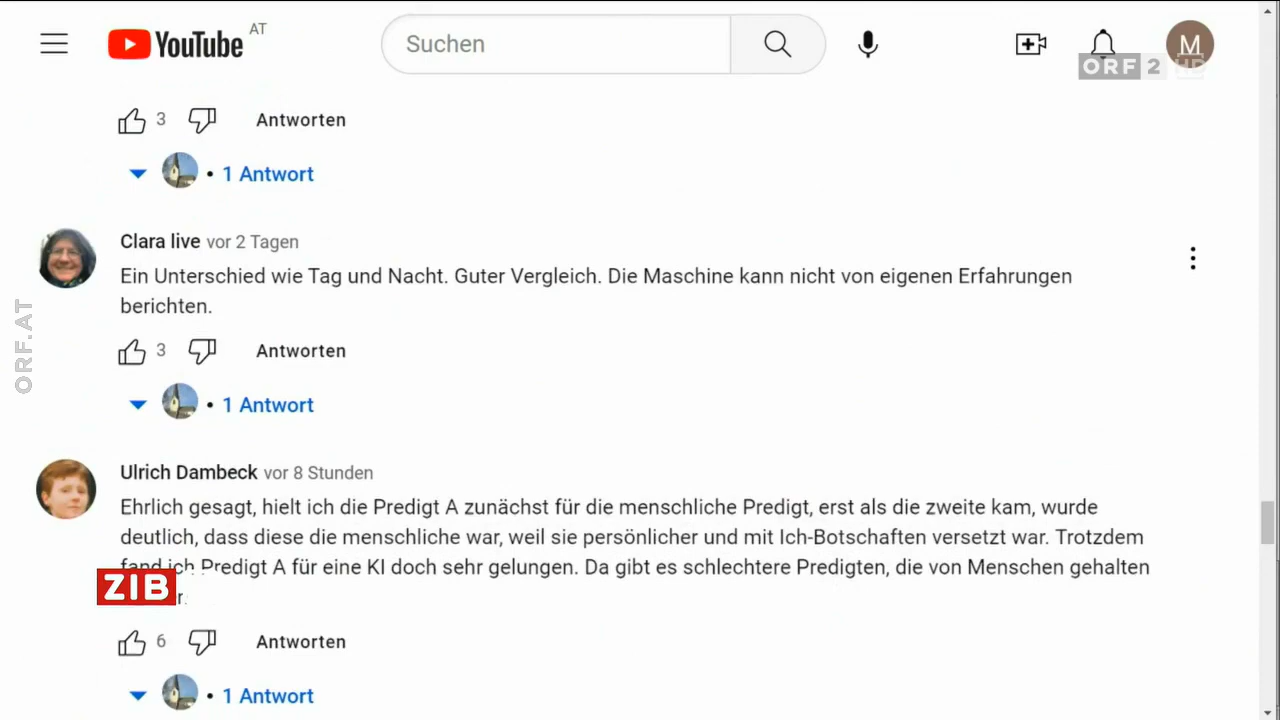 YouTube AT
Suchen
M
ORF 2 HD
3 Antworten
• 1 Antwort
Clara live vor 2 Tagen
Ein Unterschied wie Tag und Nacht. Guter Vergleich. Die Maschine kann nicht von eigenen Erfahrungen
berichten.
ORF.AT
3 Antworten
• 1 Antwort
Ulrich Dambeck vor 8 Stunden
Ehrlich gesagt, hielt ich die Predigt A zunächst für die menschliche Predigt, erst als die zweite kam, wurde
deutlich, dass diese die menschliche war, weil sie persönlicher und mit Ich-Botschaften versetzt war. Trotzdem
fand ich Predigt A für eine KI doch sehr gelungen. Da gibt es schlechtere Predigten, die von Menschen gehalten
ZIB
6 Antworten
• 1 Antwort